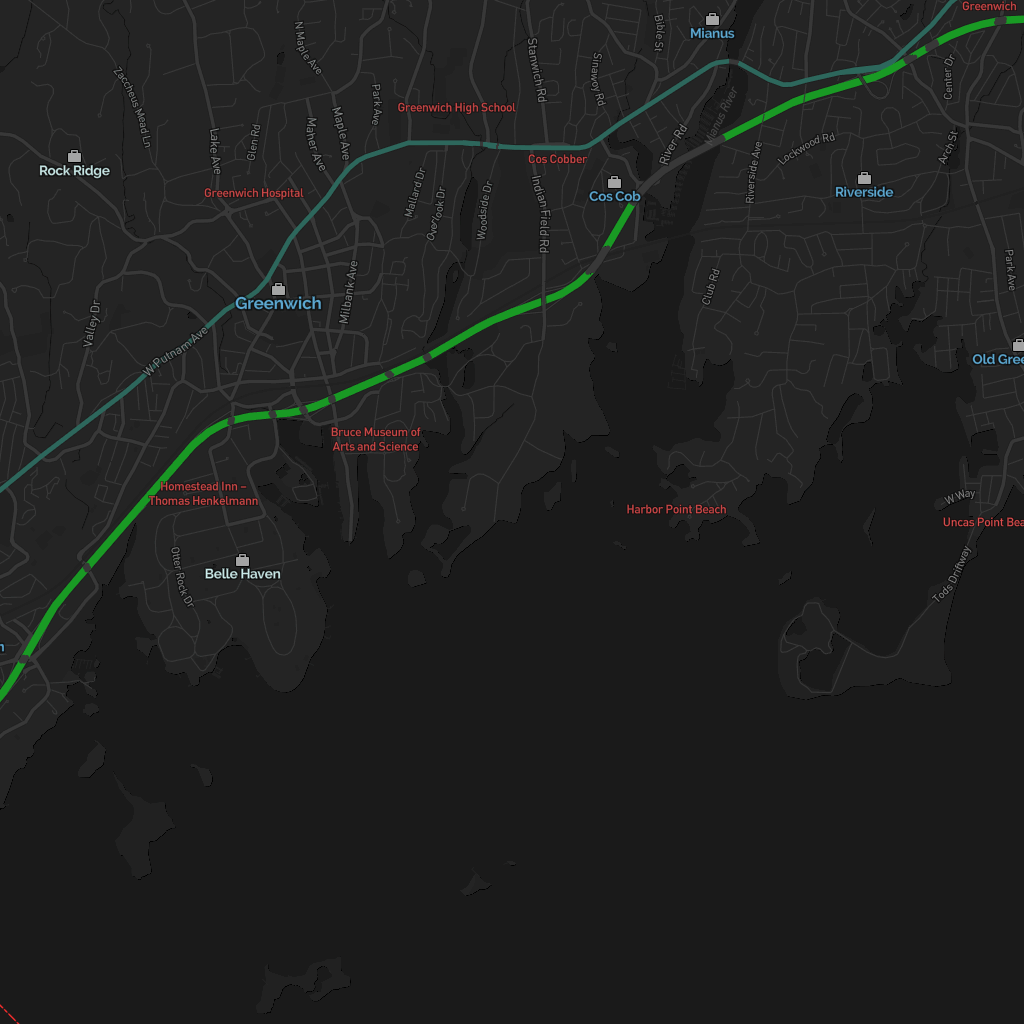 Greenwich
Mianus
Bible St
N Maple Ave
Stanwich Rd
Sinawoy Rd
Zaccheus Mead Ln
Center Dr
Park Ave
Greenwich High School
Mianus River
Maple Ave
Maher Ave
Glen Rd
Lake Ave
River Rd
Lockwood Rd
Arch St
Rock Ridge
Cos Cobber
Riverside Ave
Greenwich Hospital
Mallard Dr
Overlook Dr
Woodside Dr
Indian Field Rd
Cos Cob
Riverside
Park Ave
Club Rd
Milbank Ave
Greenwich
Valley Dr
W Putnam Ave
Old Gree
Bruce Museum of
Arts and Science
Homestead Inn –
Thomas Henkelmann
W Way
Harbor Point Beach
Uncas Point Bea
Otter Rock Dr
Belle Haven
Tods Driftway
n